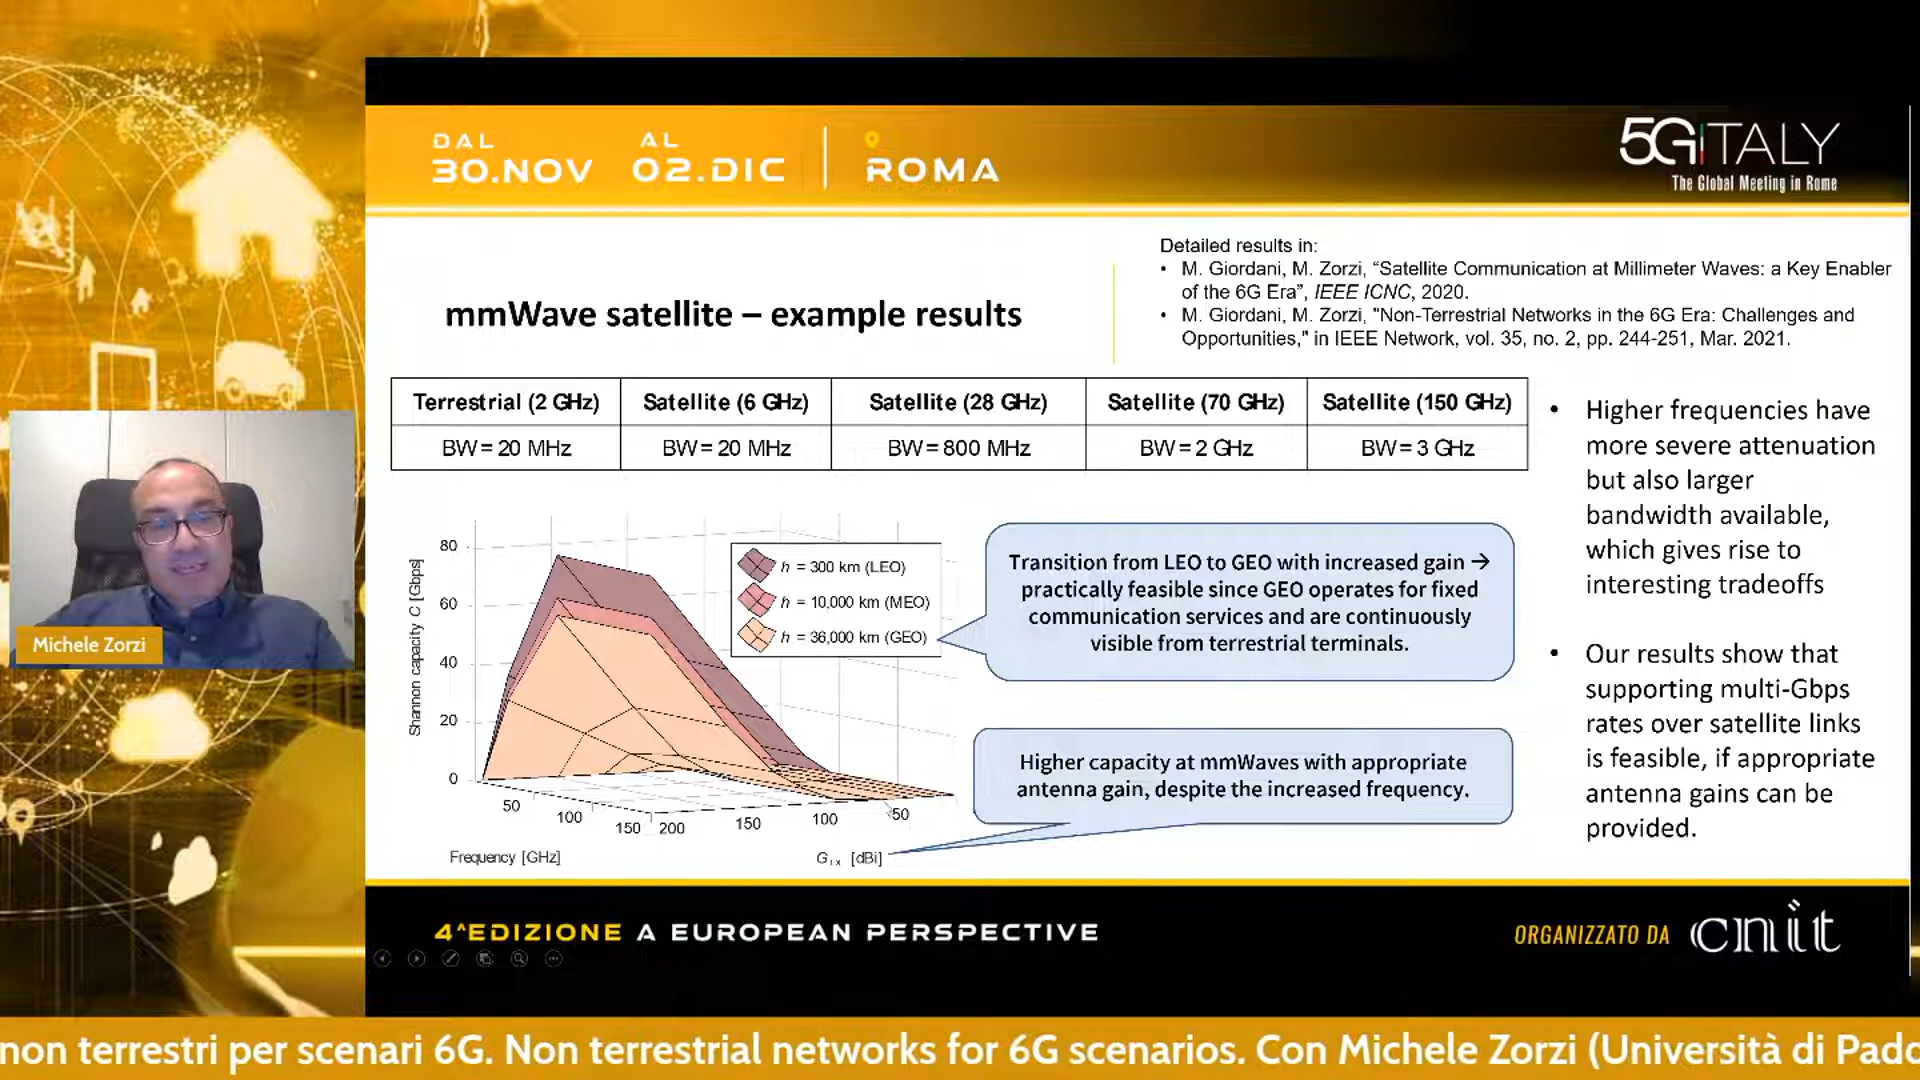 DAL
30.NOV
AL
02.DIC
ROMA
5GITALY
The Global Meeting in Rome
Detailed results in:
• M. Giordani, M. Zorzi, “Satellite Communication at Millimeter Waves: a Key Enabler
of the 6G Era”, IEEE ICNC, 2020.
• M. Giordani, M. Zorzi, "Non-Terrestrial Networks in the 6G Era: Challenges and
Opportunities," in IEEE Network, vol. 35, no. 2, pp. 244-251, Mar. 2021.
mmWave satellite – example results
Terrestrial (2 GHz) Satellite (6 GHz) Satellite (28 GHz) Satellite (70 GHz) Satellite (150 GHz)
BW = 20 MHz BW = 20 MHz BW = 800 MHz BW = 2 GHz BW = 3 GHz
• Higher frequencies have
more severe attenuation
but also larger
bandwidth available,
which gives rise to
interesting tradeoffs
• Our results show that
supporting multi-Gbps
rates over satellite links
is feasible, if appropriate
antenna gains can be
provided.
Shannon capacity C [Gbps]
80
60
40
20
0
50
100
150
200
150
100
50
Frequency [GHz]
GTx [dBi]
h = 300 km (LEO)
h = 10,000 km (MEO)
h = 36,000 km (GEO)
Transition from LEO to GEO with increased gain →
practically feasible since GEO operates for fixed
communication services and are continuously
visible from terrestrial terminals.
Higher capacity at mmWaves with appropriate
antenna gain, despite the increased frequency.
Michele Zorzi
4^EDIZIONE A EUROPEAN PERSPECTIVE
ORGANIZZATO DA cnit
non terrestri per scenari 6G. Non terrestrial networks for 6G scenarios. Con Michele Zorzi (Università di Pado